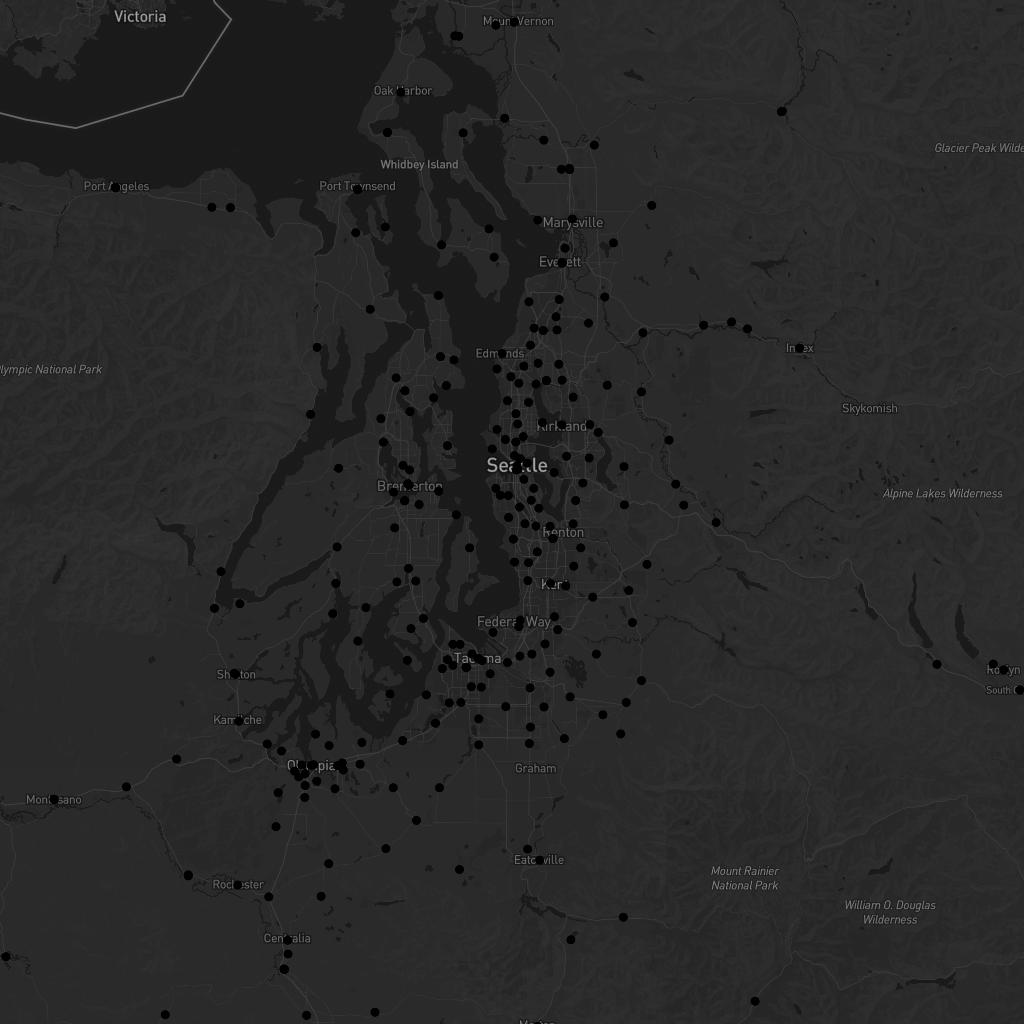 Victoria
Mount Vernon
Oak Harbor
Glacier Peak Wilde
Whidbey Island
Port Angeles
Port Townsend
Marysville
Everett
Index
Edmonds
lympic National Park
Skykomish
Kirkland
Seattle
Bremerton
Alpine Lakes Wilderness
Renton
Kent
Federal Way
Tacoma
Roslyn
Shelton
South C
Kamilche
Olympia
Graham
Montesano
Eatonville
Mount Rainier
National Park
Rochester
William O. Douglas
Wilderness
Centralia